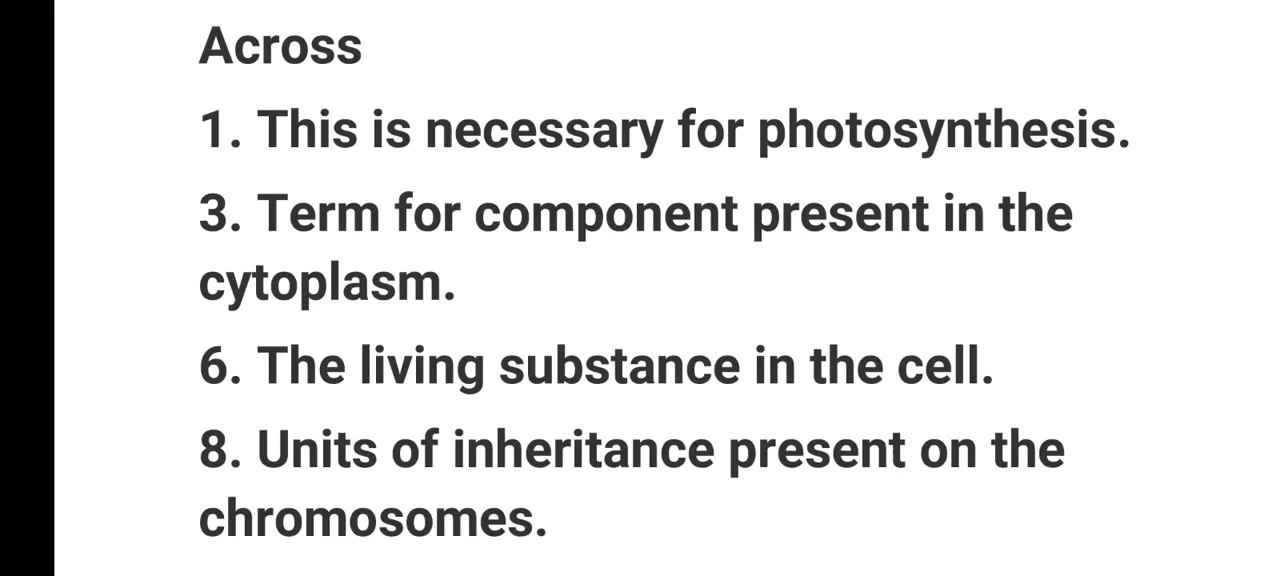 Across
1. This is necessary for photosynthesis.
3. Term for component present in the
cytoplasm.
6. The living substance in the cell.
8. Units of inheritance present on the
chromosomes.